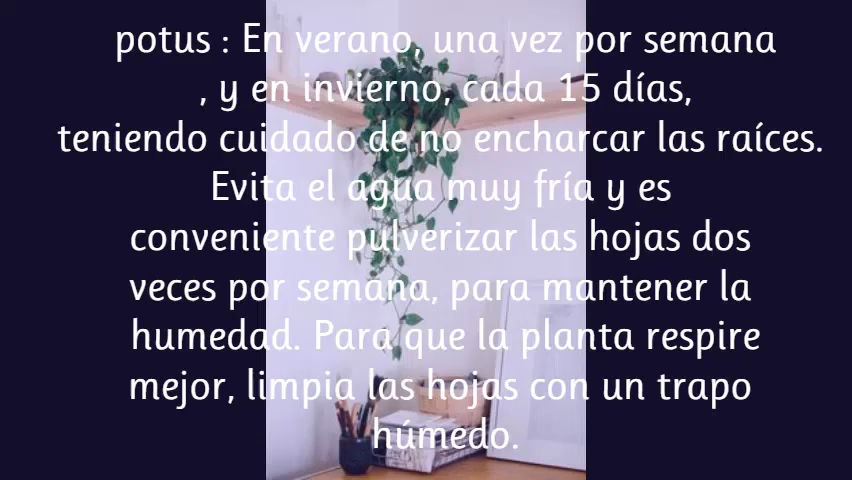 potus : En verano, una vez por semana
, y en invierno, cada 15 días,
teniendo cuidado de no encharcar las raíces.
Evita el agua muy fría y es
conveniente pulverizar las hojas dos
veces por semana, para mantener la
humedad. Para que la planta respire
mejor, limpia las hojas con un trapo
húmedo.